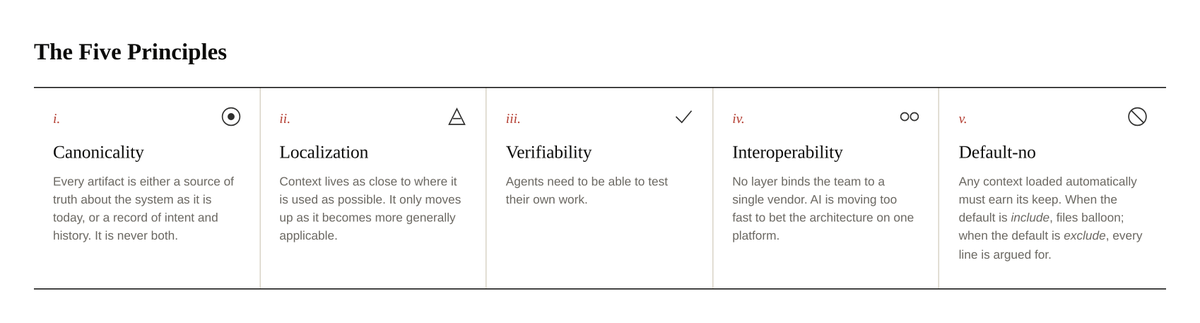 The Five Principles
i.
Canonicality
Every artifact is either a source of
truth about the system as it is
today, or a record of intent and
history. It is never both.
ii.
Localization
Context lives as close to where it
is used as possible. It only moves
up as it becomes more generally
applicable.
iii.
Verifiability
Agents need to be able to test
their own work.
iv.
Interoperability
No layer binds the team to a
single vendor. AI is moving too
fast to bet the architecture on one
platform.
v.
Default-no
Any context loaded automatically
must earn its keep. When the
default is include, files balloon;
when the default is exclude, every
line is argued for.